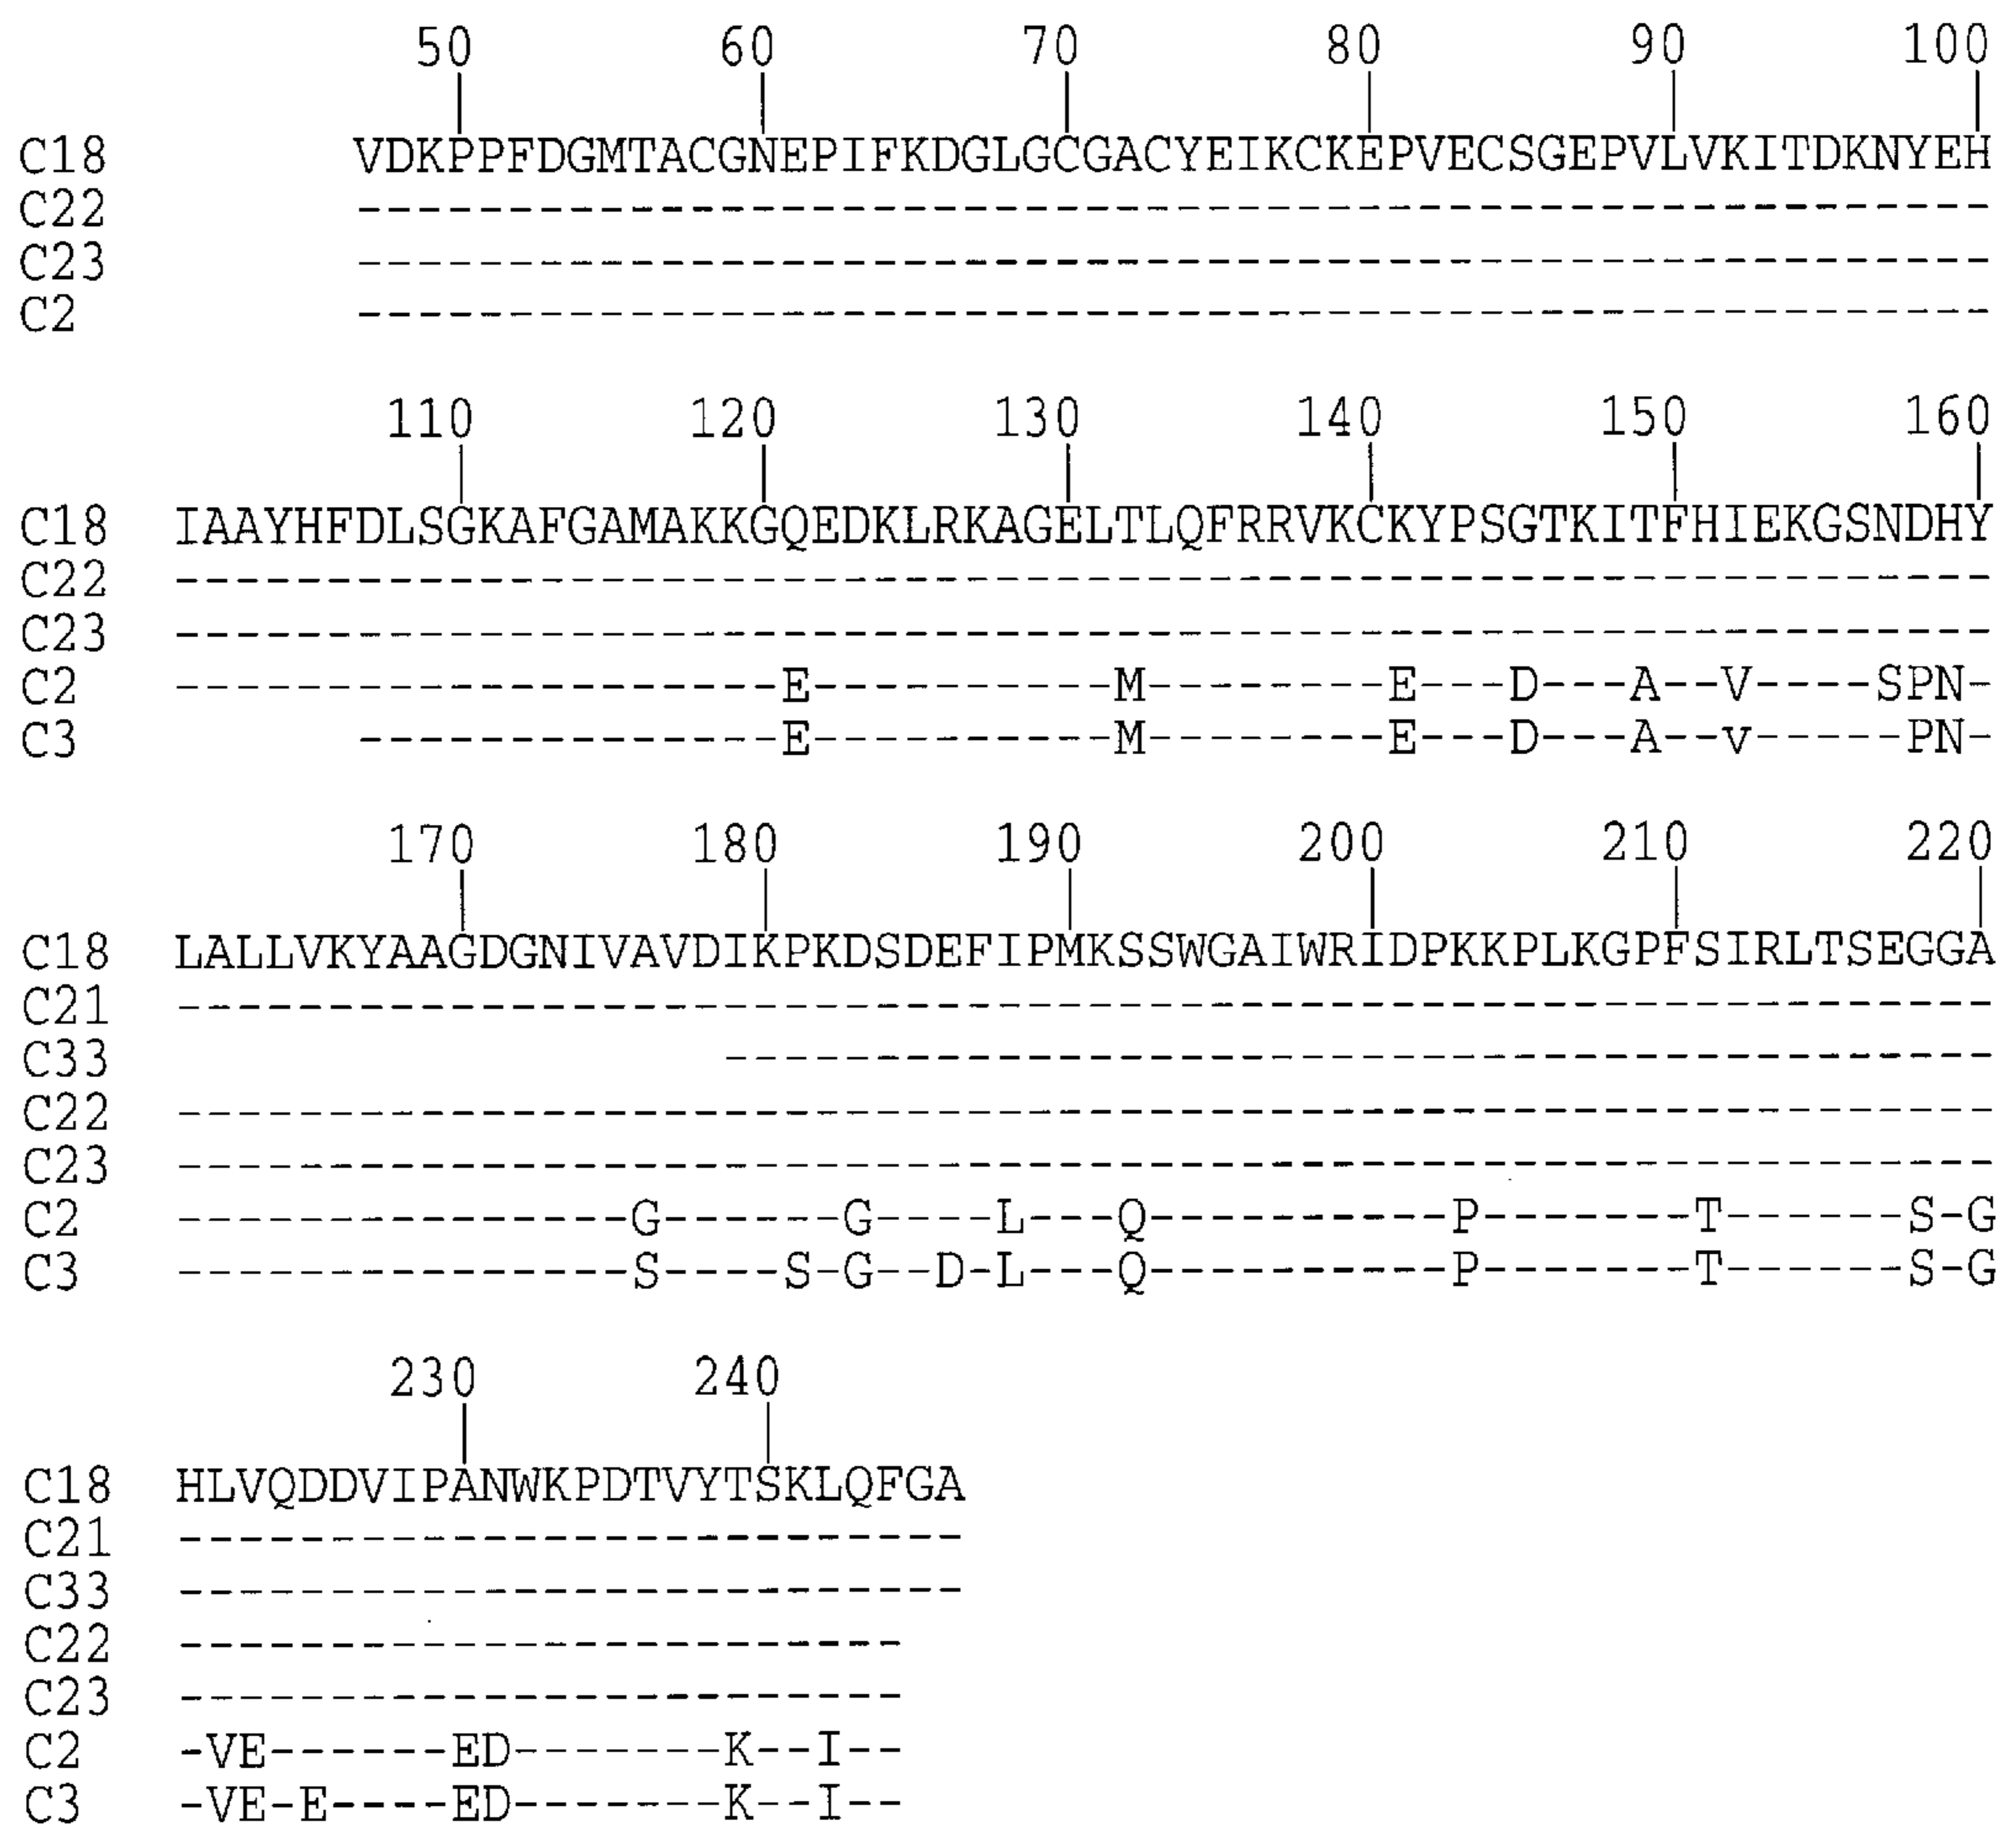 50 60 70 80 90 100
C18 VDKPPFDGMTACGNEPIFKDGLGCGACYEIKCKEPVECSGEPVLVKITDKNYEH
C22 ------------------------------------------------------
C23 ------------------------------------------------------
C2 ------------------------------------------------------
110 120 130 140 150 160
C18 IAAYHFDLSGKAFGAMAKKGQEDKLRKAGELTLQFRRVKCKYPSGTKITFHIEKGSNDHY
C22 ------------------------------------------------------------
C23 ------------------------------------------------------------
C2 --------------------E----------M--------E---D---A--V----SPN-
C3 --------------E----------M--------E---D---A--v-----PN-
170 180 190 200 210 220
C18 LALLVKYAAGDGNIVAVDIKPKDSDEFIPMKSSWGAIWRIDPKKPLKGPFSIRLTSEGGA
C21 ------------------------------------------------------------
C33 ------------------------------------------
C22 ------------------------------------------------------------
C23 ------------------------------------------------------------
C2 ---------------G------G----L---Q----------P-------T------S-G
C3 ---------------S----S-G--D-L---Q----------P-------T------S-G
230 240
C18 HLVQDDVIPANWKPDTVYTSKLQFGA
C21 --------------------------
C33 --------------------------
C22 ------------------------
C23 ------------------------
C2 -VE------ED-------K--I--
C3 -VE-E----ED-------K--I--